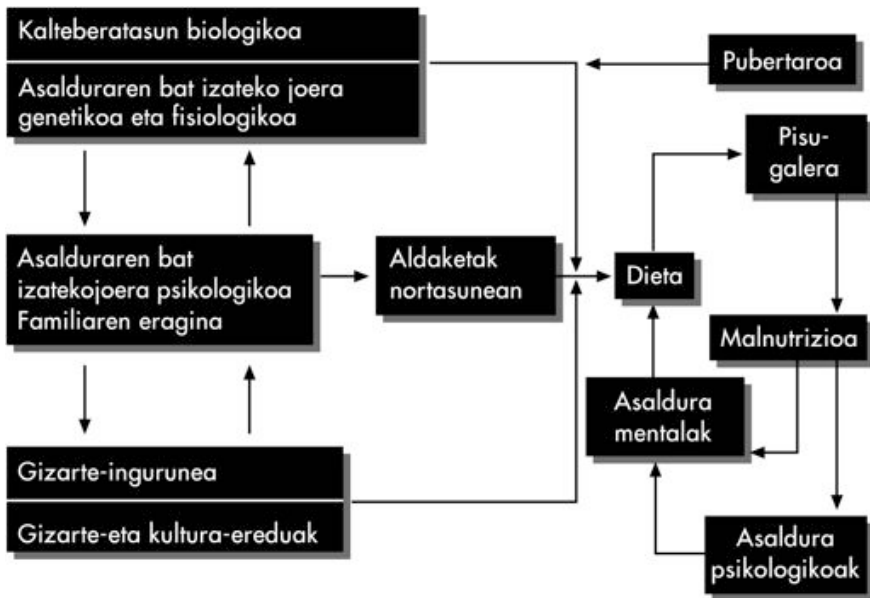 Kalteberatasun biologikoa
Asalduraren bat izateko joera
genetikoa eta fisiologikoa
Pubertaroa
Pisu-
galera
Asalduraren bat
izatekojoera psikologikoa
Familiaren eragina
Aldaketak
nortasunean
Dieta
Malnutrizioa
Asaldura
mentalak
Gizarte-ingurunea
Gizarte-eta kultura-ereduak
Asaldura
psikologikoak